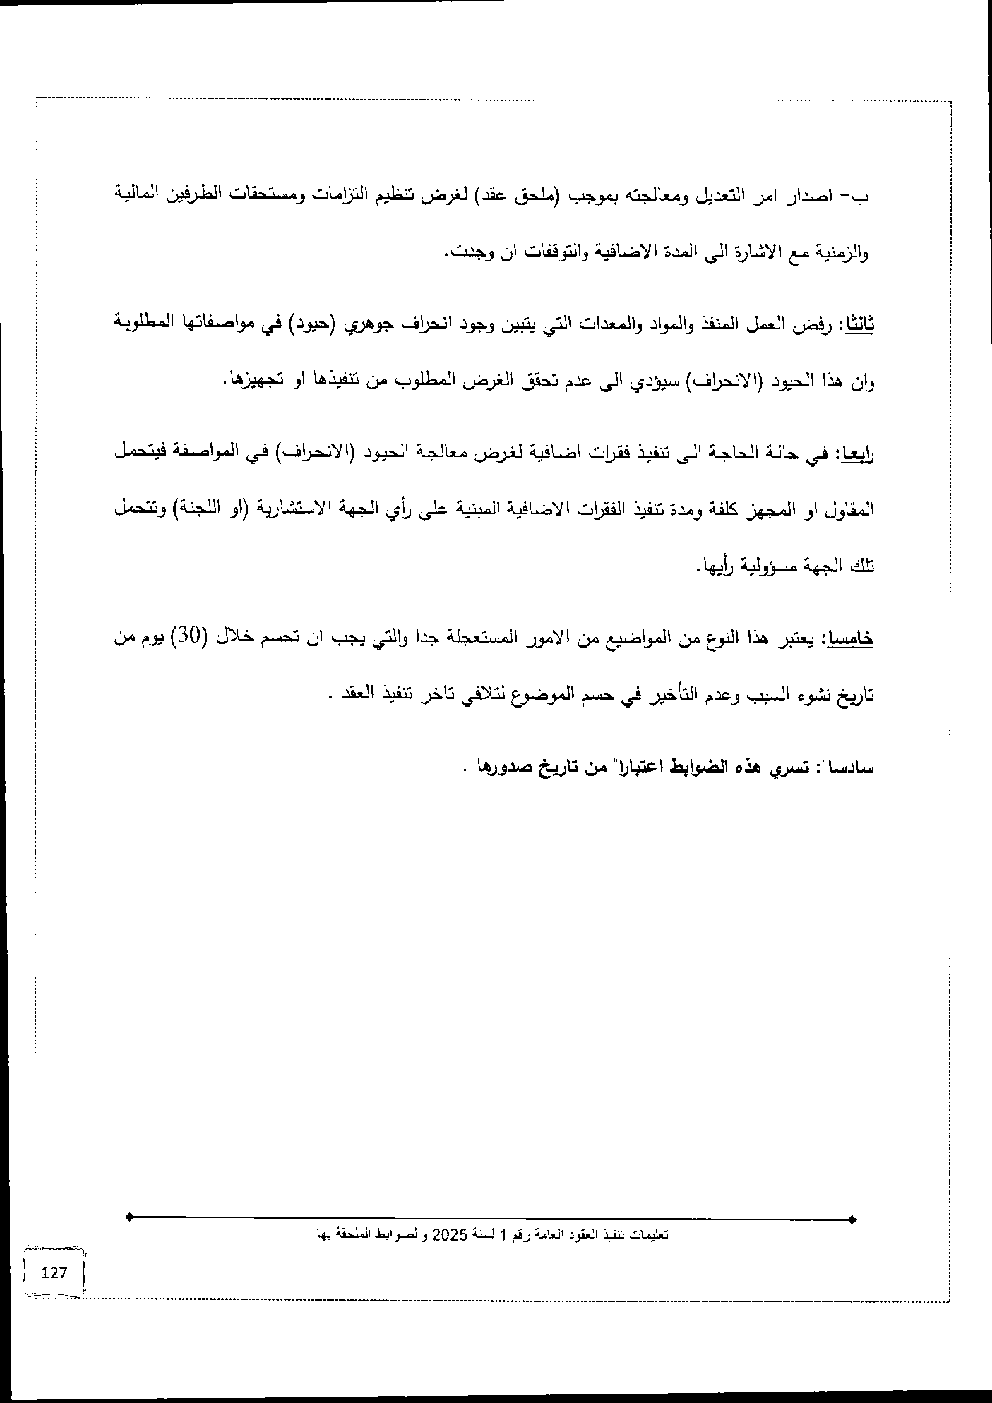 ب- اصدار امر التعديل ومعالجته بموجب (ملحق عقد) لغرض تنظيم التزامات ومستحقات الطرفين المالية
والزمنية مع الاشارة الى المدة الاضافية والتوقفات ان وجدت.
ثالثا: رفض العمل المنفذ والمواد والمعدات التي يتبين وجود انحراف جوهري (حيود) في مواصفاتها المطلوبة
وان هذا الحيود (الانحراف) سيؤدي الى عدم تحقق الغرض المطلوب من تنفيذها او تجهيزها.
رابعا: في حالة الحاجة الى تنفيذ فقرات اضافية لغرض معالجة الحيود (الانحراف) في المواصفة فيتحمل
المقاول او المجهز كلفة ومدة تنفيذ الفقرات الاضافية المبنية على رأي الجهة الاستشارية (او اللجنة) وتتحمل
تلك الجهة مسؤولية رأيها.
خامسا: يعتبر هذا النوع من المواضيع من الامور المستعجلة جدا والتي يجب ان تحسم خلال (30) يوم من
تاريخ نشوء السبب وعدم التأخير في حسم الموضوع لتلافي تاخر تنفيذ العقد .
سادسا : تسري هذه الضوابط اعتبارا" من تاريخ صدورها .
تعليمات تنفيذ العقود العامة رقم 1 لسنة 2025 والضوابط الملحقة بها
127